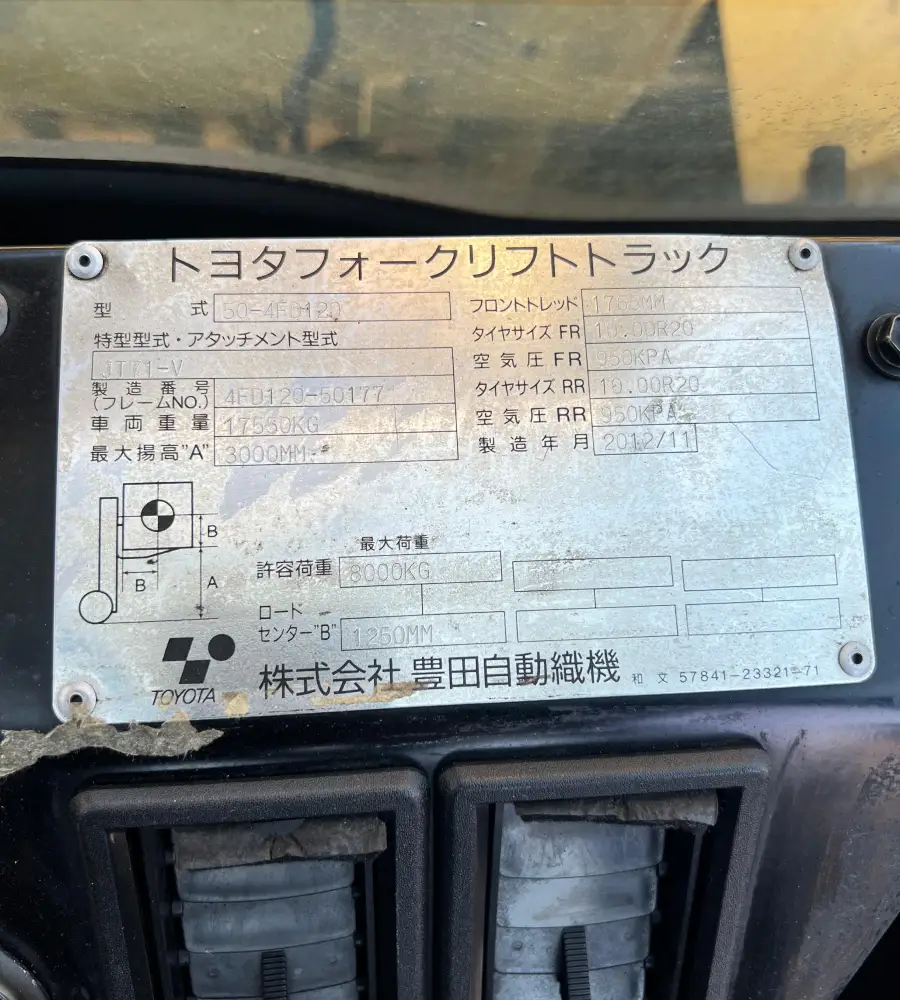 トヨタフォークリフトトラック
型 式 50-4FD120
特型型式・アタッチメント型式
JT71-V
製造番号 (フレームNO.) 4FD120-50177
車両重量 17550KG
最大揚高"A" 3000MM
フロントトレッド MM
タイヤサイズ FR 10.00R20
空気圧 FR 950KPA
タイヤサイズ RR 10.00R20
空気圧 RR 950KPA
製造年月 2012/11
B
B
A
最大荷重
許容荷重 8000KG
ロード
センター"B" 1250MM
TOYOTA
株式会社 豊田自動織機 和文 57841-23321-71